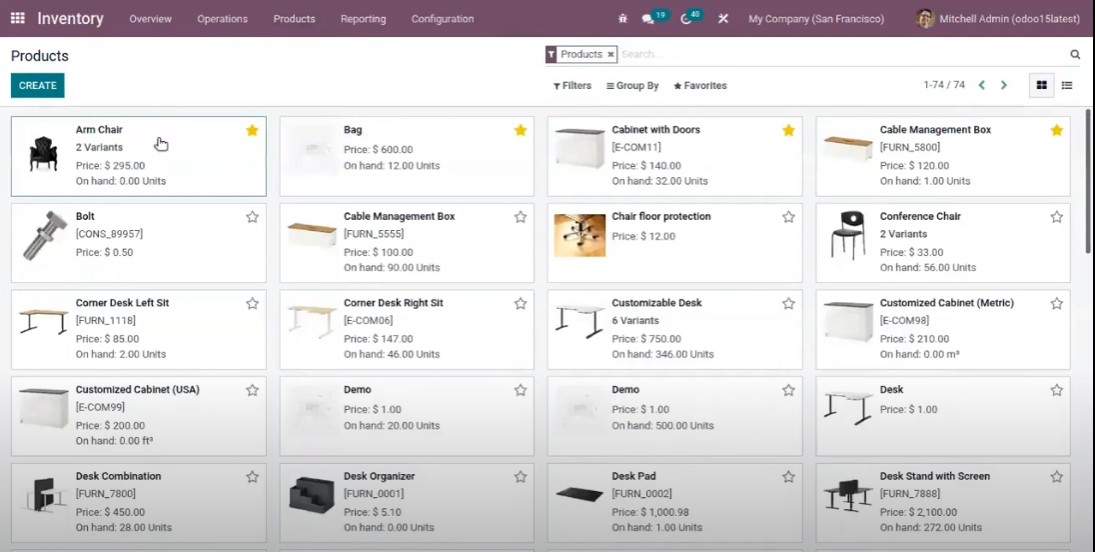 Inventory Overview Operations Products Reporting Configuration 19 40 My Company (San Francisco) Mitchell Admin (odoo15latest)
Products
Products × Search...
CREATE
Filters Group By Favorites 1-74 / 74
Arm Chair
2 Variants
Price: $ 295.00
On hand: 0.00 Units
Bag
Price: $ 600.00
On hand: 12.00 Units
Cabinet with Doors
[E-COM11]
Price: $ 140.00
On hand: 32.00 Units
Cable Management Box
[FURN_5800]
Price: $ 120.00
On hand: 1.00 Units
Bolt
[CONS_89957]
Price: $ 0.50
Cable Management Box
[FURN_5555]
Price: $ 100.00
On hand: 90.00 Units
Chair floor protection
Price: $ 12.00
Conference Chair
2 Variants
Price: $ 33.00
On hand: 56.00 Units
Corner Desk Left Sit
[FURN_1118]
Price: $ 85.00
On hand: 2.00 Units
Corner Desk Right Sit
[E-COM06]
Price: $ 147.00
On hand: 46.00 Units
Customizable Desk
6 Variants
Price: $ 750.00
On hand: 346.00 Units
Customized Cabinet (Metric)
[E-COM98]
Price: $ 210.00
On hand: 0.00 m³
Customized Cabinet (USA)
[E-COM99]
Price: $ 200.00
On hand: 0.00 ft³
Demo
Price: $ 1.00
On hand: 20.00 Units
Demo
Price: $ 1.00
On hand: 500.00 Units
Desk
Price: $ 1.00
Desk Combination
[FURN_7800]
Price: $ 450.00
On hand: 28.00 Units
Desk Organizer
[FURN_0001]
Price: $ 5.10
On hand: 0.00 Units
Desk Pad
[FURN_0002]
Price: $ 1,000.98
On hand: 1.00 Units
Desk Stand with Screen
[FURN_7888]
Price: $ 2,100.00
On hand: 272.00 Units